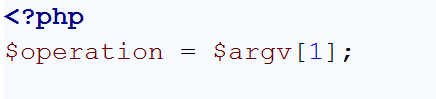 <?php
$operation = $argv[1];